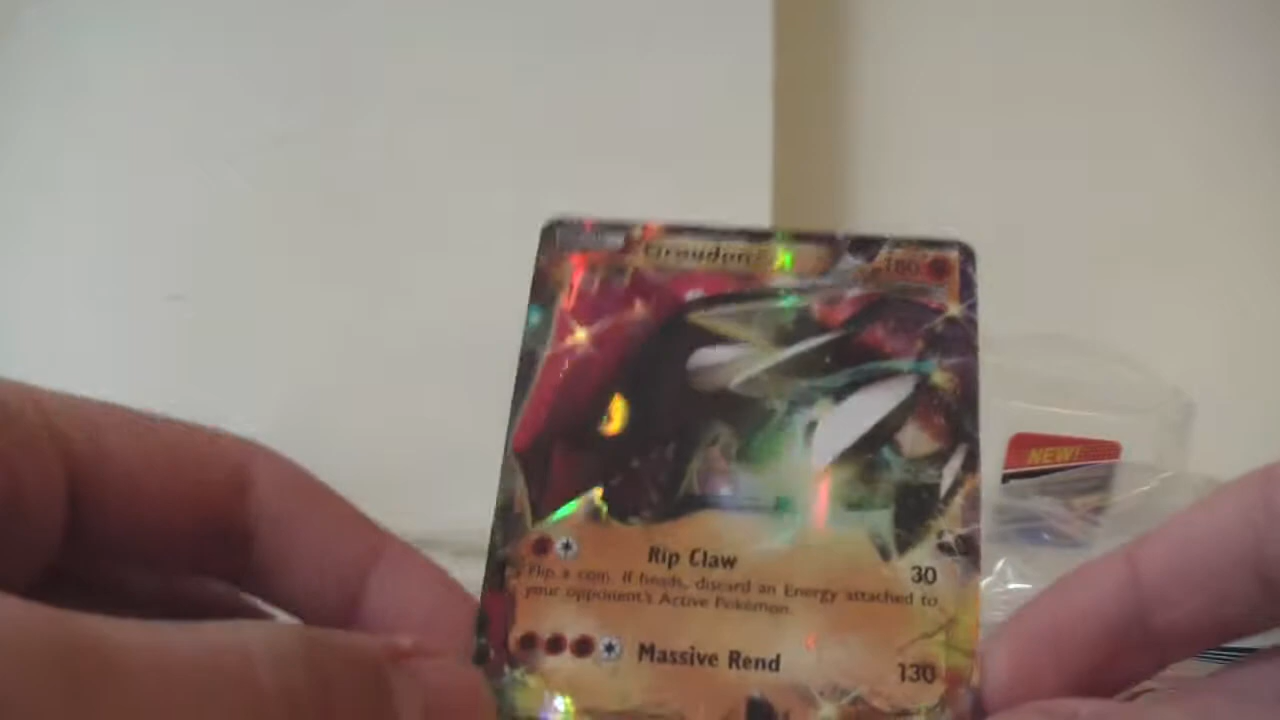 Groudon
180
NEW!
Rip Claw 30
Flip a coin. If heads, discard an Energy attached to
your opponent's Active Pokémon.
Massive Rend 130